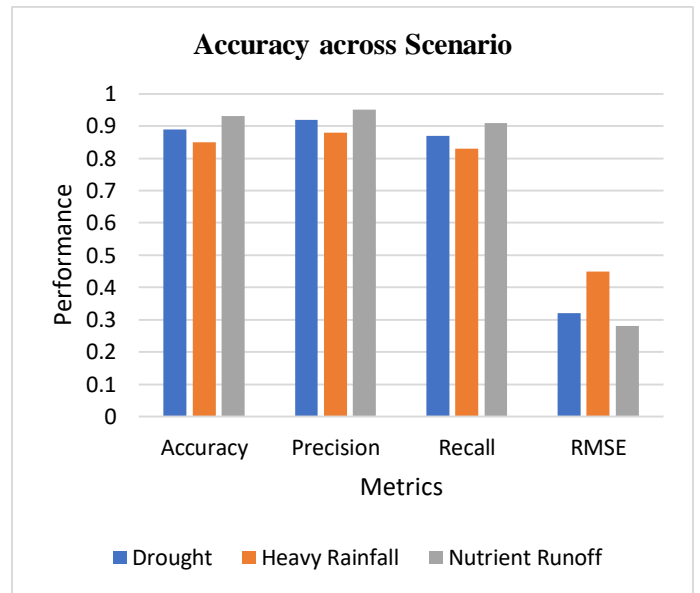 Accuracy across Scenario
1
0.9
0.8
0.7
0.6
0.5
0.4
0.3
0.2
0.1
0
Performance
Accuracy Precision Recall RMSE
Metrics
Drought Heavy Rainfall Nutrient Runoff